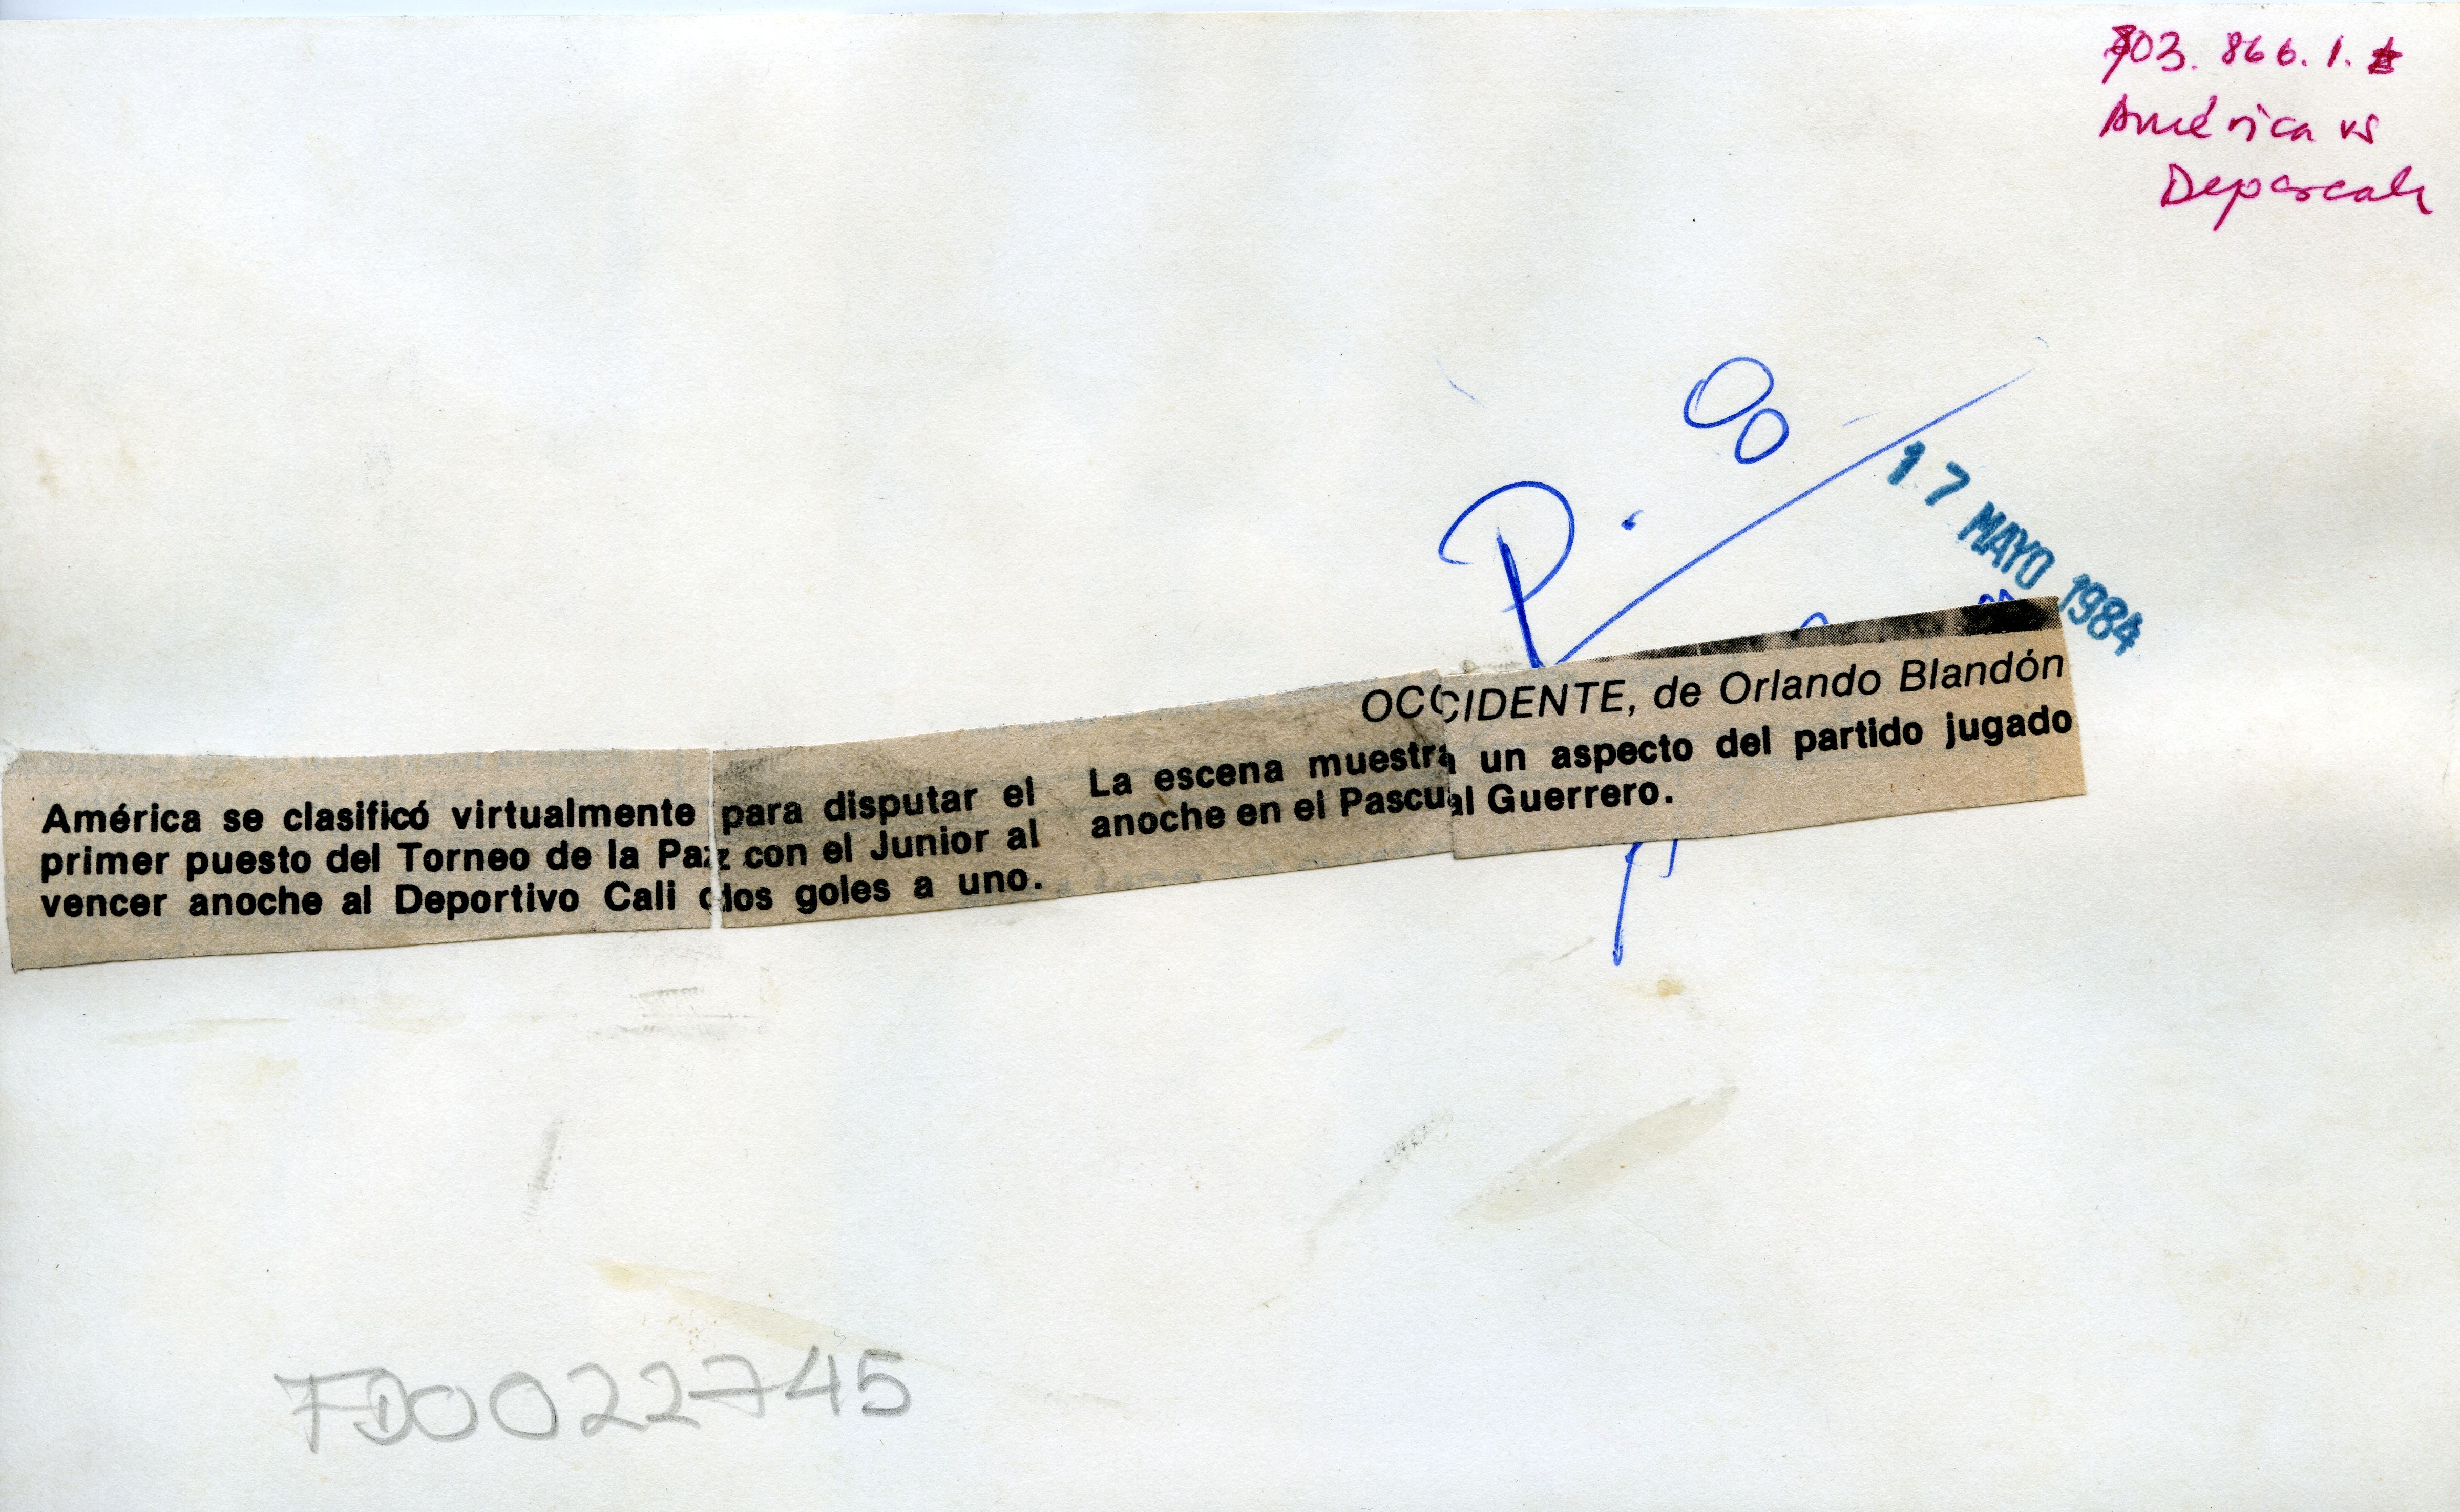 703.866.1.
América vs
Deporcali
P. 8
17 MAYO 1984
OCCIDENTE, de Orlando Blandón
América se clasificó virtualmente para disputar el
primer puesto del Torneo de la Paz con el Junior al
vencer anoche al Deportivo Cali dos goles a uno.
La escena muestra un aspecto del partido jugado
anoche en el Pascual Guerrero.
FD0022745